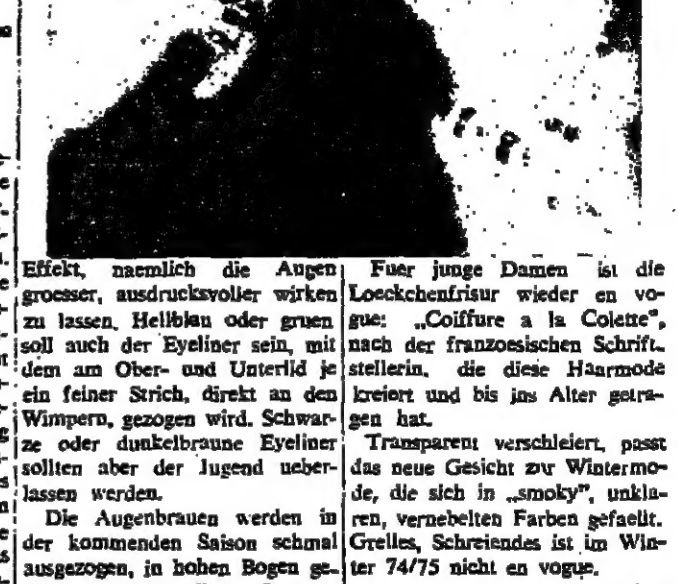 Effekt, naemlich die Augen
groesser, ausdrucksvoller wirken
zu lassen. Hellblau oder gruen
soll auch der Eyeliner sein, mit
dem am Ober- und Unterlid je
ein feiner Strich, direkt an den
Wimpern, gezogen wird. Schwar-
ze oder dunkelbraune Eyeliner
sollten aber der Jugend ueber-
lassen werden.
Die Augenbrauen werden in
der kommenden Saison schmal
ausgezogen, in hohen Bogen ge-
Fuer junge Damen ist die
Loeckchenfrisur wieder en vo-
gue: „Coiffure a la Colette",
nach der franzoesischen Schrift-
stellerin, die diese Haarmode
kreiert und bis ins Alter getra-
gen hat.
Transparent verschleiert, passt
das neue Gesicht zur Wintermo-
de, die sich in „smoky", unkla-
ren, vernebelten Farben gefaellt.
Grelles, Schreiendes ist im Win-
ter 74/75 nicht en vogue.